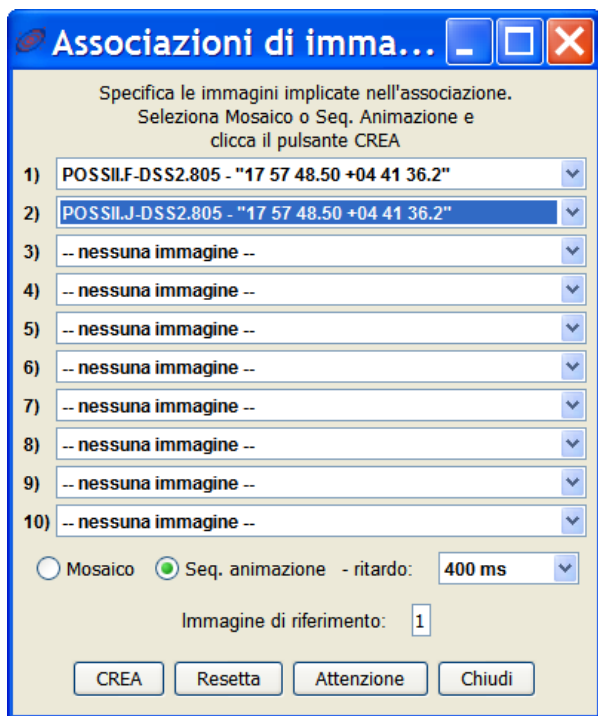 Associazioni di imma...
Specifica le immagini implicate nell'associazione.
Seleziona Mosaico o Seq. Animazione e
clicca il pulsante CREA
1) POSSII.F-DSS2.805 - "17 57 48.50 +04 41 36.2"
2) POSSII.J-DSS2.805 - "17 57 48.50 +04 41 36.2"
3) -- nessuna immagine --
4) -- nessuna immagine --
5) -- nessuna immagine --
6) -- nessuna immagine --
7) -- nessuna immagine --
8) -- nessuna immagine --
9) -- nessuna immagine --
10) -- nessuna immagine --
Mosaico Seq. animazione - ritardo: 400 ms
Immagine di riferimento: 1
CREA Resetta Attenzione Chiudi